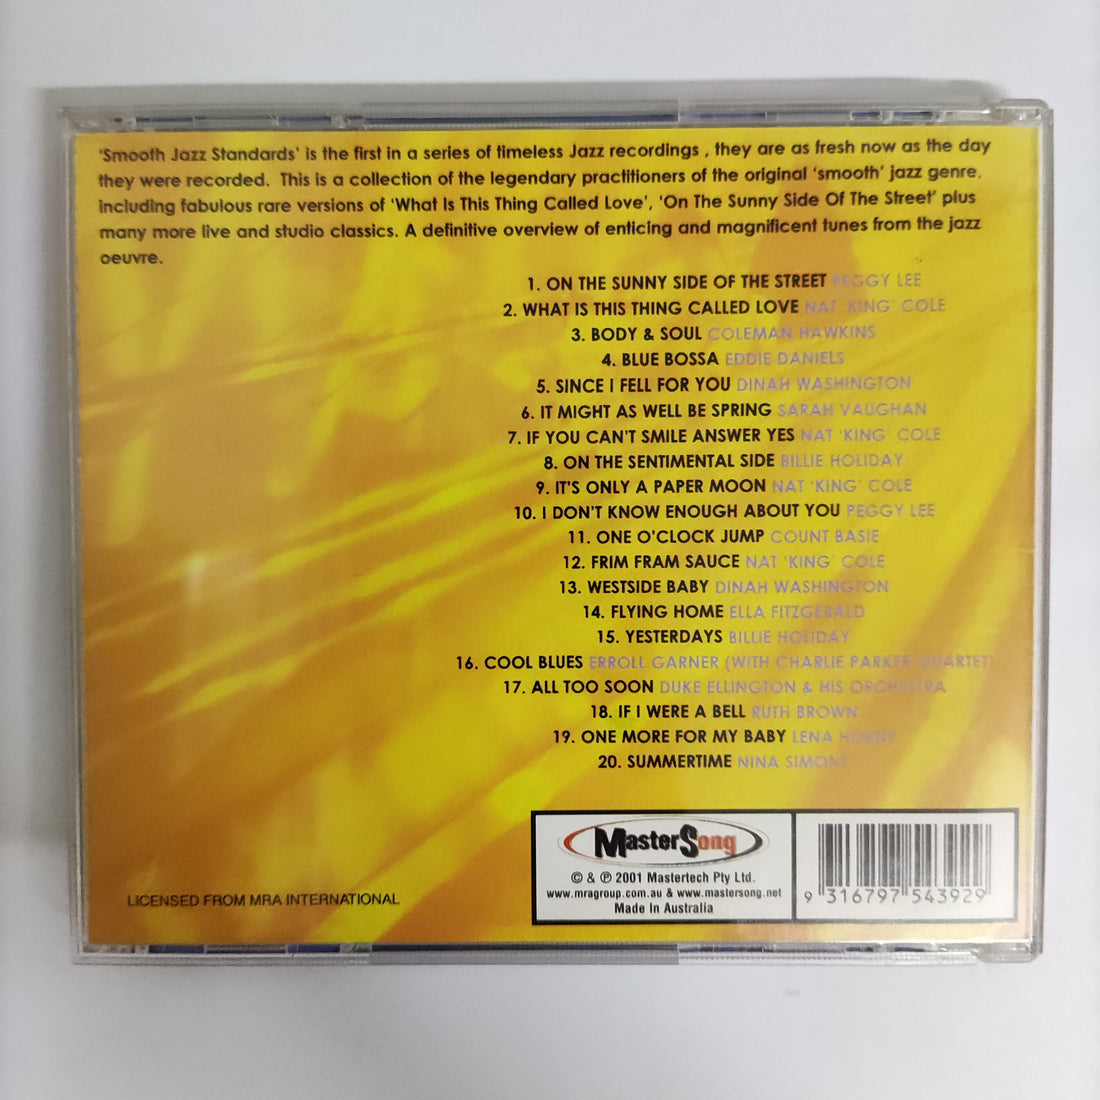 'Smooth Jazz Standards' is the first in a series of timeless Jazz recordings , they are as fresh now as the day
they were recorded. This is a collection of the legendary practitioners of the original 'smooth' jazz genre,
including fabulous rare versions of 'What Is This Thing Called Love', 'On The Sunny Side Of The Street' plus
many more live and studio classics. A definitive overview of enticing and magnificent tunes from the jazz
oeuvre.
1. ON THE SUNNY SIDE OF THE STREET PEGGY LEE
2. WHAT IS THIS THING CALLED LOVE NAT 'KING' COLE
3. BODY & SOUL COLEMAN HAWKINS
4. BLUE BOSSA EDDIE DANIELS
5. SINCE I FELL FOR YOU DINAH WASHINGTON
6. IT MIGHT AS WELL BE SPRING SARAH VAUGHAN
7. IF YOU CAN'T SMILE ANSWER YES NAT 'KING' COLE
8. ON THE SENTIMENTAL SIDE BILLIE HOLIDAY
9. IT'S ONLY A PAPER MOON NAT 'KING' COLE
10. I DON'T KNOW ENOUGH ABOUT YOU PEGGY LEE
11. ONE O'CLOCK JUMP COUNT BASIE
12. FRIM FRAM SAUCE NAT 'KING' COLE
13. WESTSIDE BABY DINAH WASHINGTON
14. FLYING HOME ELLA FITZGERALD
15. YESTERDAYS BILLIE HOLIDAY
16. COOL BLUES ERROLL GARNER (WITH CHARLIE PARKER QUARTET)
17. ALL TOO SOON DUKE ELLINGTON & HIS ORCHESTRA
18. IF I WERE A BELL RUTH BROWN
19. ONE MORE FOR MY BABY LENA HORNE
20. SUMMERTIME NINA SIMONE
LICENSED FROM MRA INTERNATIONAL
MasterSong
© & ℗ 2001 Mastertech Pty Ltd.
www.mragroup.com.au & www.mastersong.net
Made In Australia
9 316797 543929